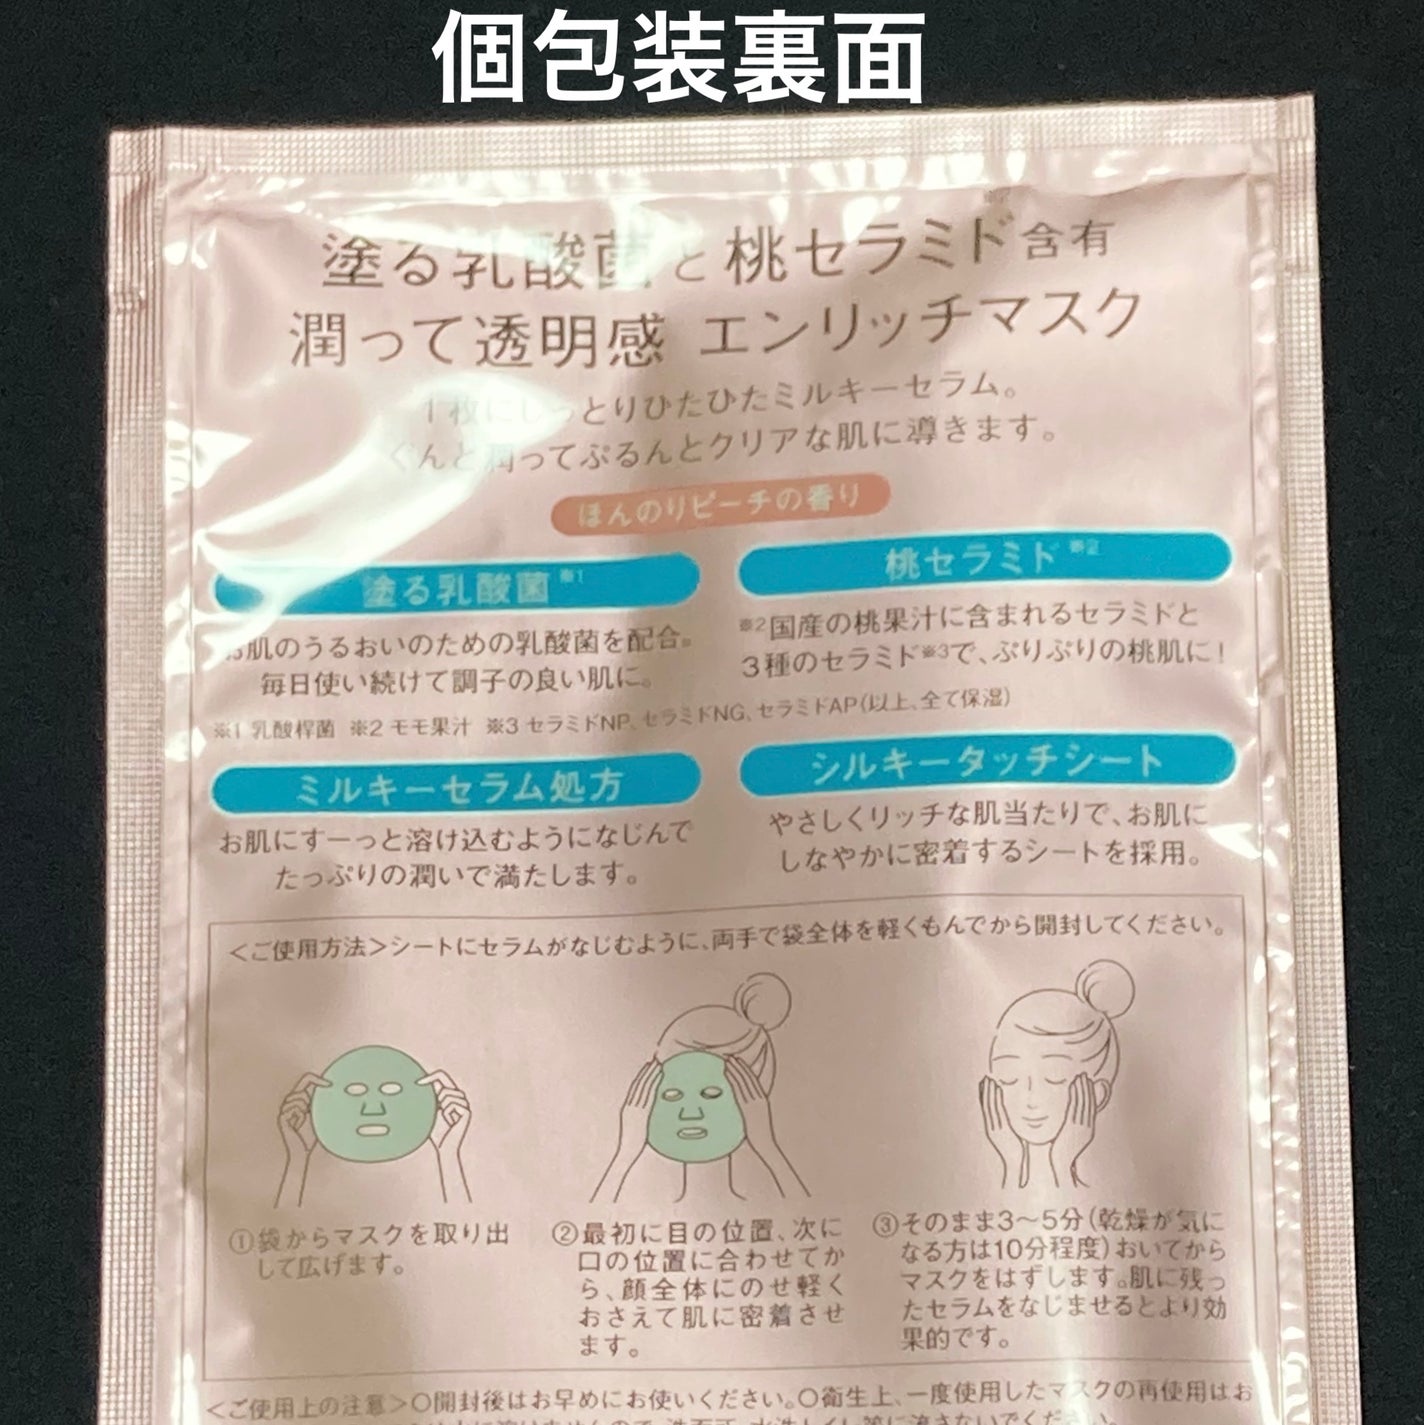 個包装裏面
塗る乳酸菌と桃セラミド含有
潤って透明感 エンリッチマスク
1枚にしっとりひたひたミルキーセラム。
ぐんと潤ってぷるんとクリアな肌に導きます。
ほんのりピーチの香り
塗る乳酸菌※1
お肌のうるおいのための乳酸菌を配合。
毎日使い続けて調子の良い肌に。
桃セラミド※2
※2国産の桃果汁に含まれるセラミドと
3種のセラミド※3で、ぷりぷりの桃肌に!
※1 乳酸桿菌 ※2 モモ果汁 ※3 セラミドNP、セラミドNG、セラミドAP(以上、全て保湿)
ミルキーセラム処方
お肌にすーっと溶け込むようになじんで
たっぷりの潤いで満たします。
シルキータッチシート
やさしくリッチな肌当たりで、お肌に
しなやかに密着するシートを採用。
<ご使用方法>シートにセラムがなじむように、両手で袋全体を軽くもんでから開封してください。
①袋からマスクを取り出
して広げます。
②最初に目の位置、次に
口の位置に合わせてか
ら、顔全体にのせ軽く
おさえて肌に密着させ
ます。
③そのまま3～5分(乾燥が気に
なる方は10分程度)おいてから
マスクをはずします。肌に残っ
たセラムをなじませるとより効
果的です。
<ご使用上の注意>○開封後はお早めにお使いください。○衛生上、一度使用したマスクの再使用はお